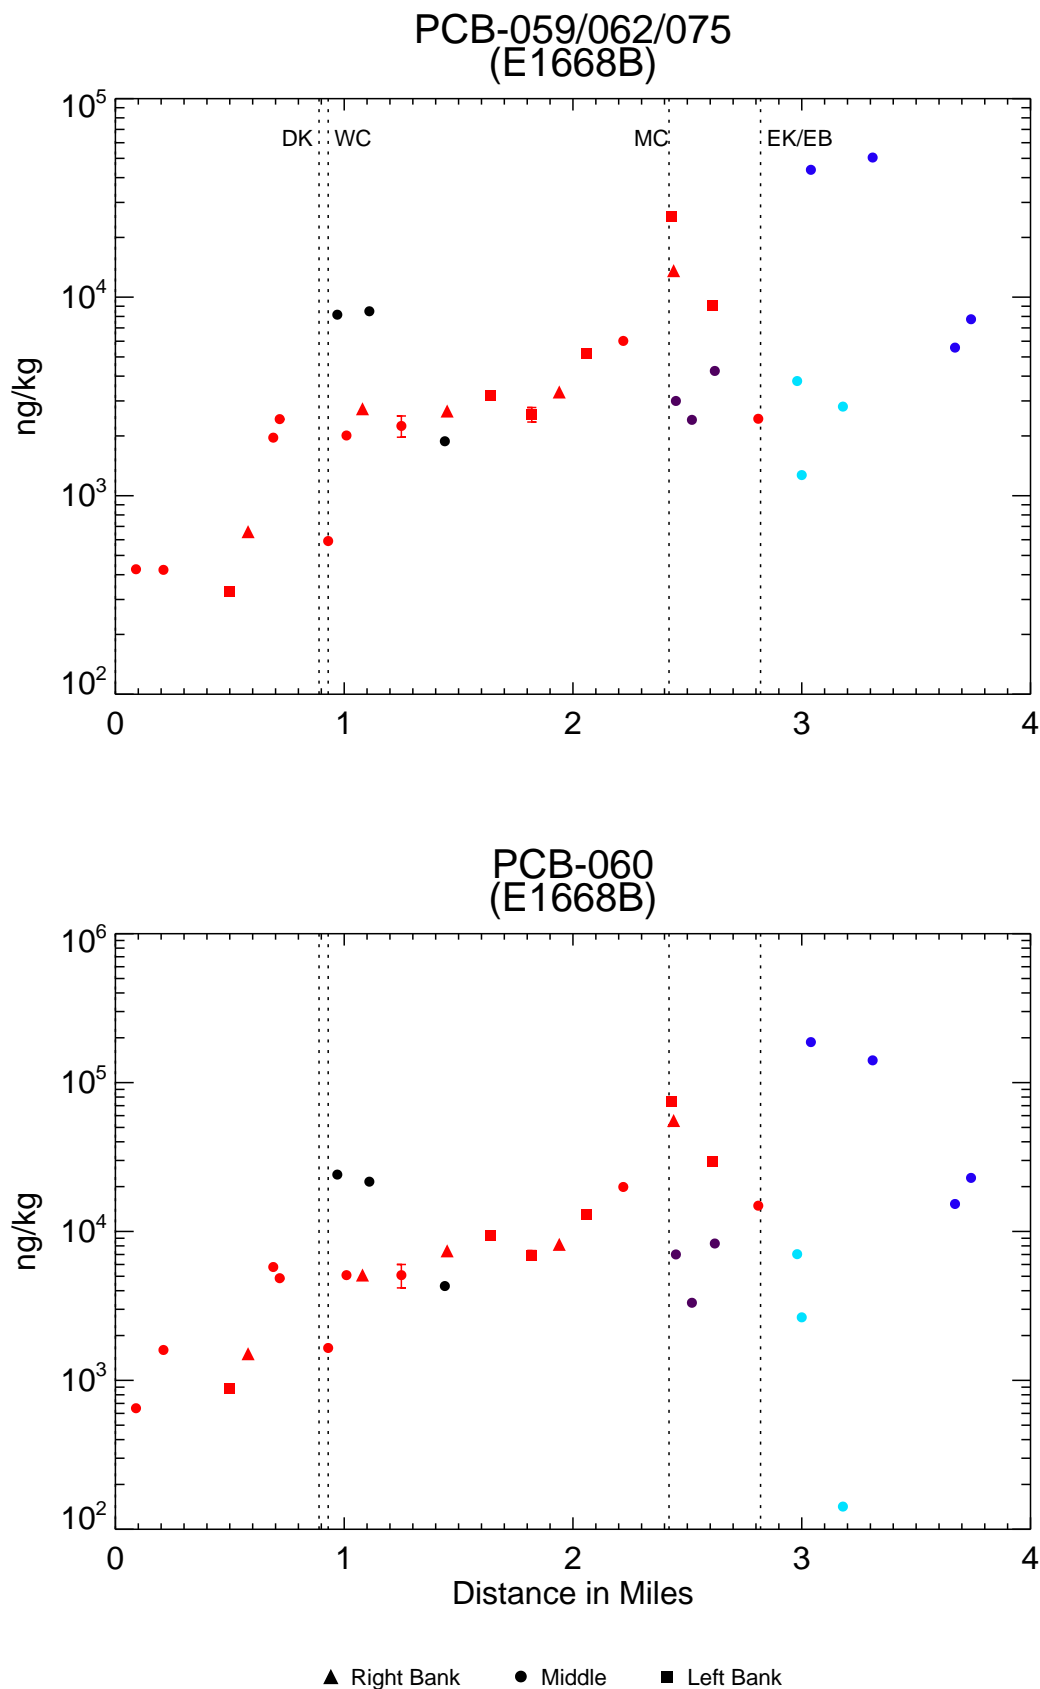 PCB-059/062/075
(E1668B)
10^5
DK WC MC EK/EB
10^4
ng/kg
10^3
10^2
0 1 2 3 4
PCB-060
(E1668B)
10^6
10^5
ng/kg
10^4
10^3
10^2
0 1 2 3 4
Distance in Miles
Right Bank Middle Left Bank